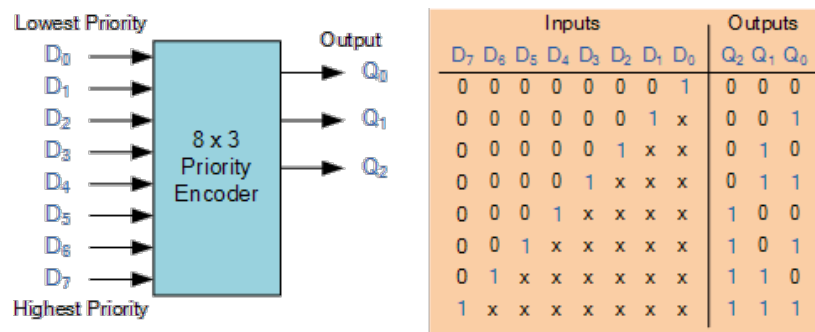 Lowest Priority
D0
D1
D2
D3
D4
D5
D6
D7
Highest Priority
8 x 3
Priority
Encoder
Output
Q0
Q1
Q2
Inputs Outputs
D7 D6 D5 D4 D3 D2 D1 D0 Q2 Q1 Q0
0 0 0 0 0 0 0 1 0 0 0
0 0 0 0 0 0 1 x 0 0 1
0 0 0 0 0 1 x x 0 1 0
0 0 0 0 1 x x x 0 1 1
0 0 0 1 x x x x 1 0 0
0 0 1 x x x x x 1 0 1
0 1 x x x x x x 1 1 0
1 x x x x x x x 1 1 1